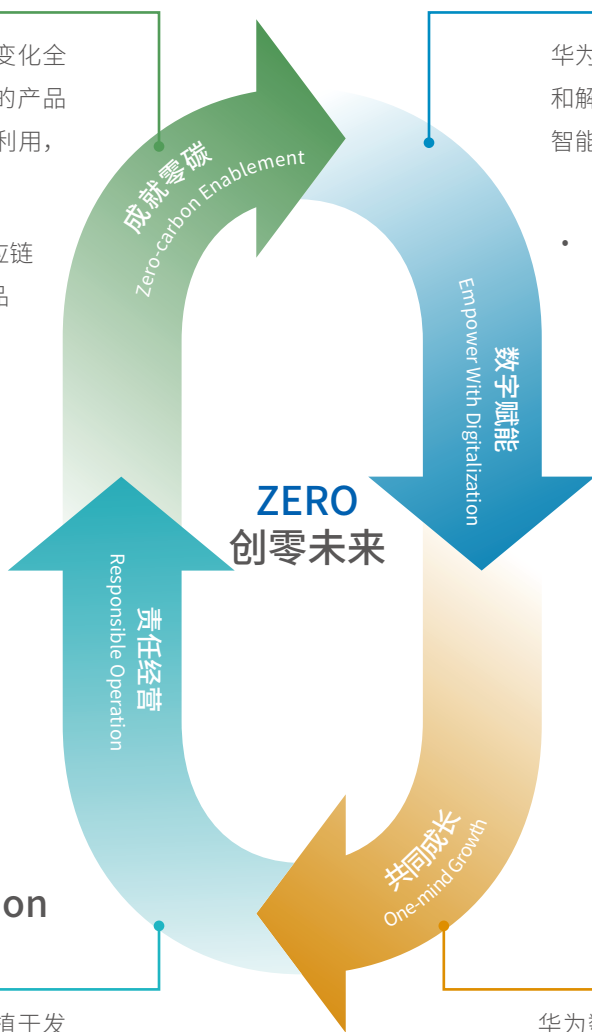 变化全
的产品
利用，
应链
品
华为
和解
智能
•
成就零碳
Zero-carbon Enablement
数字赋能
Empower With Digitalization
ZERO
创零未来
责任经营
Responsible Operation
共同成长
One-mind Growth
on
植于发
华为数